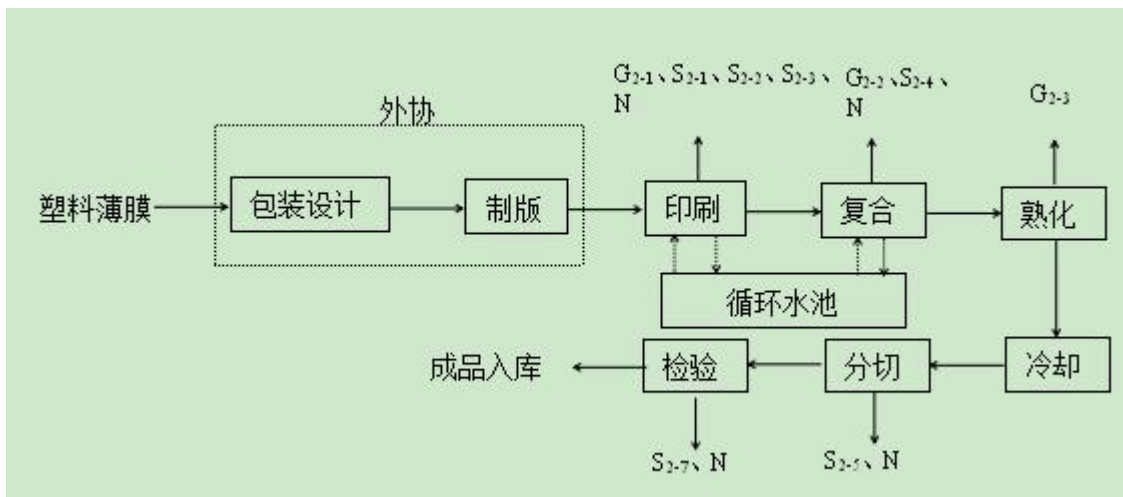 G2-1、S2-1、S2-2、S2-3、
N
G2-2、S2-4、
N
G2-3
外协
塑料薄膜
包装设计
制版
印刷
复合
熟化
循环水池
成品入库
检验
分切
冷却
S2-7、N
S2-5、N